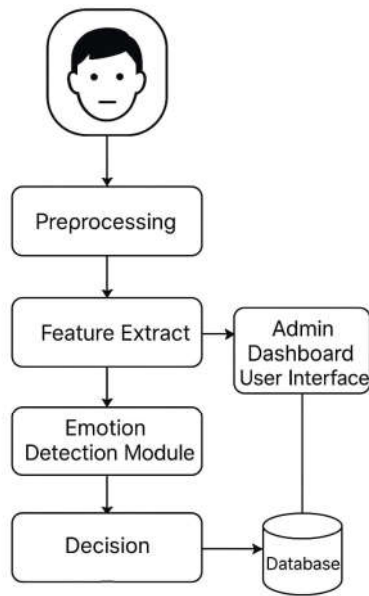 Preprocessing
Feature Extract
Admin
Dashboard
User Interface
Emotion
Detection Module
Decision
Database